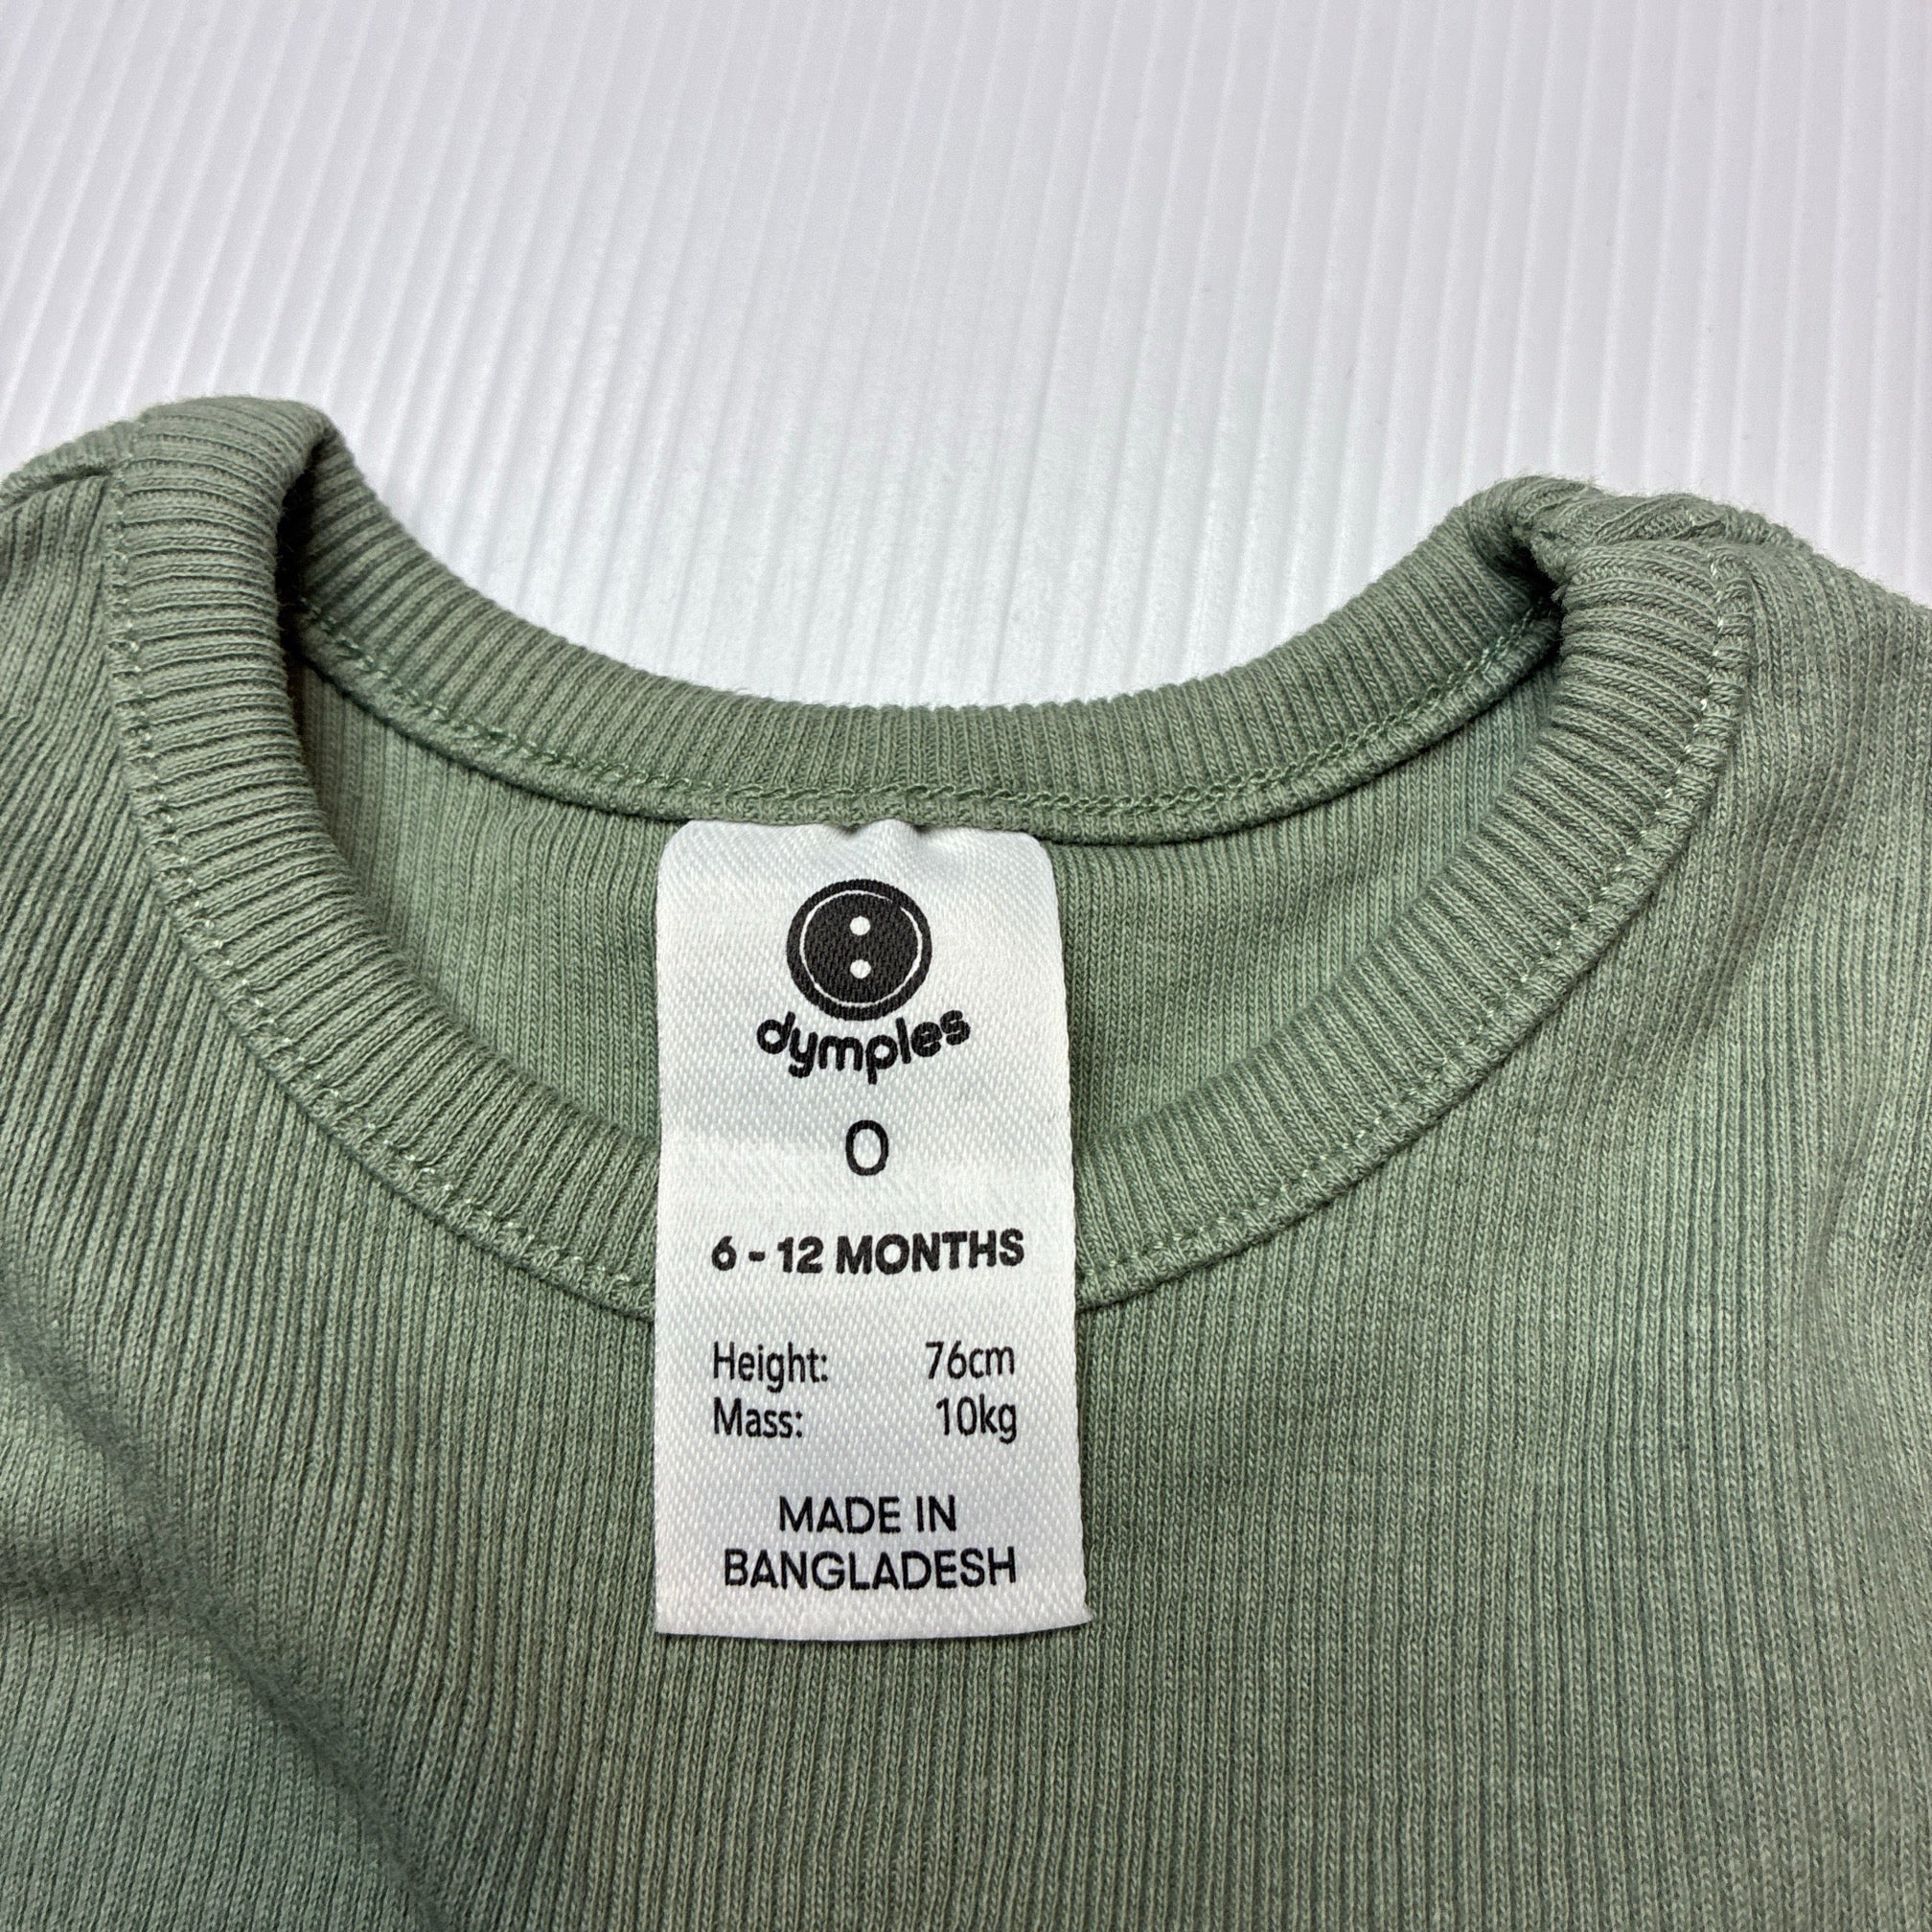 dymples
0
6 - 12 MONTHS
Height: 76cm
Mass: 10kg
MADE IN
BANGLADESH